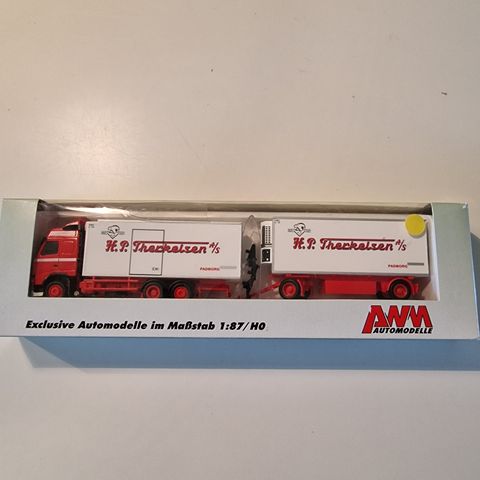 H.P. Therkelsen A/S
PADBORG
H.P. Therkelsen A/S
PADBORG
Exclusive Automodelle im Maßstab 1:87/H0
AWM
AUTOMODELLE